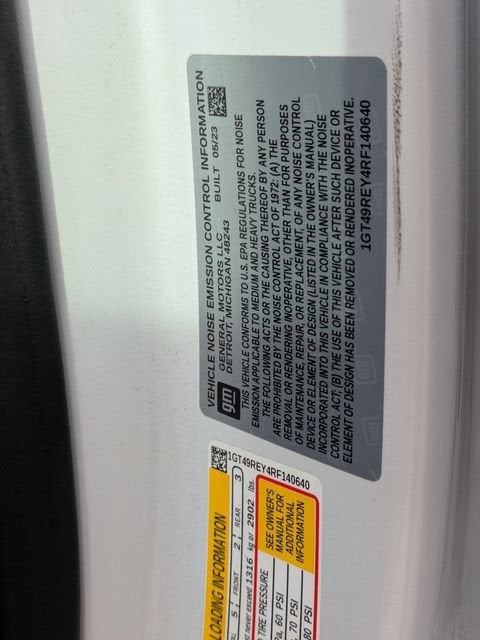 VEHICLE NOISE EMISSION CONTROL INFORMATION
GENERAL MOTORS LLC
DETROIT, MICHIGAN 48243 BUILT 05/23
gm
THIS VEHICLE CONFORMS TO U.S. EPA REGULATIONS FOR NOISE
EMISSION APPLICABLE TO MEDIUM AND HEAVY TRUCKS.
THE FOLLOWING ACTS OR THE CAUSING THEREOF BY ANY PERSON
ARE PROHIBITED BY THE NOISE CONTROL ACT OF 1972: (A) THE
REMOVAL OR RENDERING INOPERATIVE, OTHER THAN FOR PURPOSES
OF MAINTENANCE, REPAIR, OR REPLACEMENT, OF ANY NOISE CONTROL
DEVICE OR ELEMENT OF DESIGN (LISTED IN THE OWNER'S MANUAL)
INCORPORATED INTO THIS VEHICLE IN COMPLIANCE WITH THE NOISE
CONTROL ACT, (B) THE USE OF THIS VEHICLE AFTER SUCH DEVICE OR
ELEMENT OF DESIGN HAS BEEN REMOVED OR RENDERED INOPERATIVE.
1GT49REY4RF140640
LOADING INFORMATION
1GT49REY4RF140640
5 FRONT 2 REAR 3
never exceed 1316 kg or 2902 lbs.
TIRE PRESSURE
SEE OWNER'S
MANUAL FOR
ADDITIONAL
INFORMATION
60 PSI
70 PSI
80 PSI